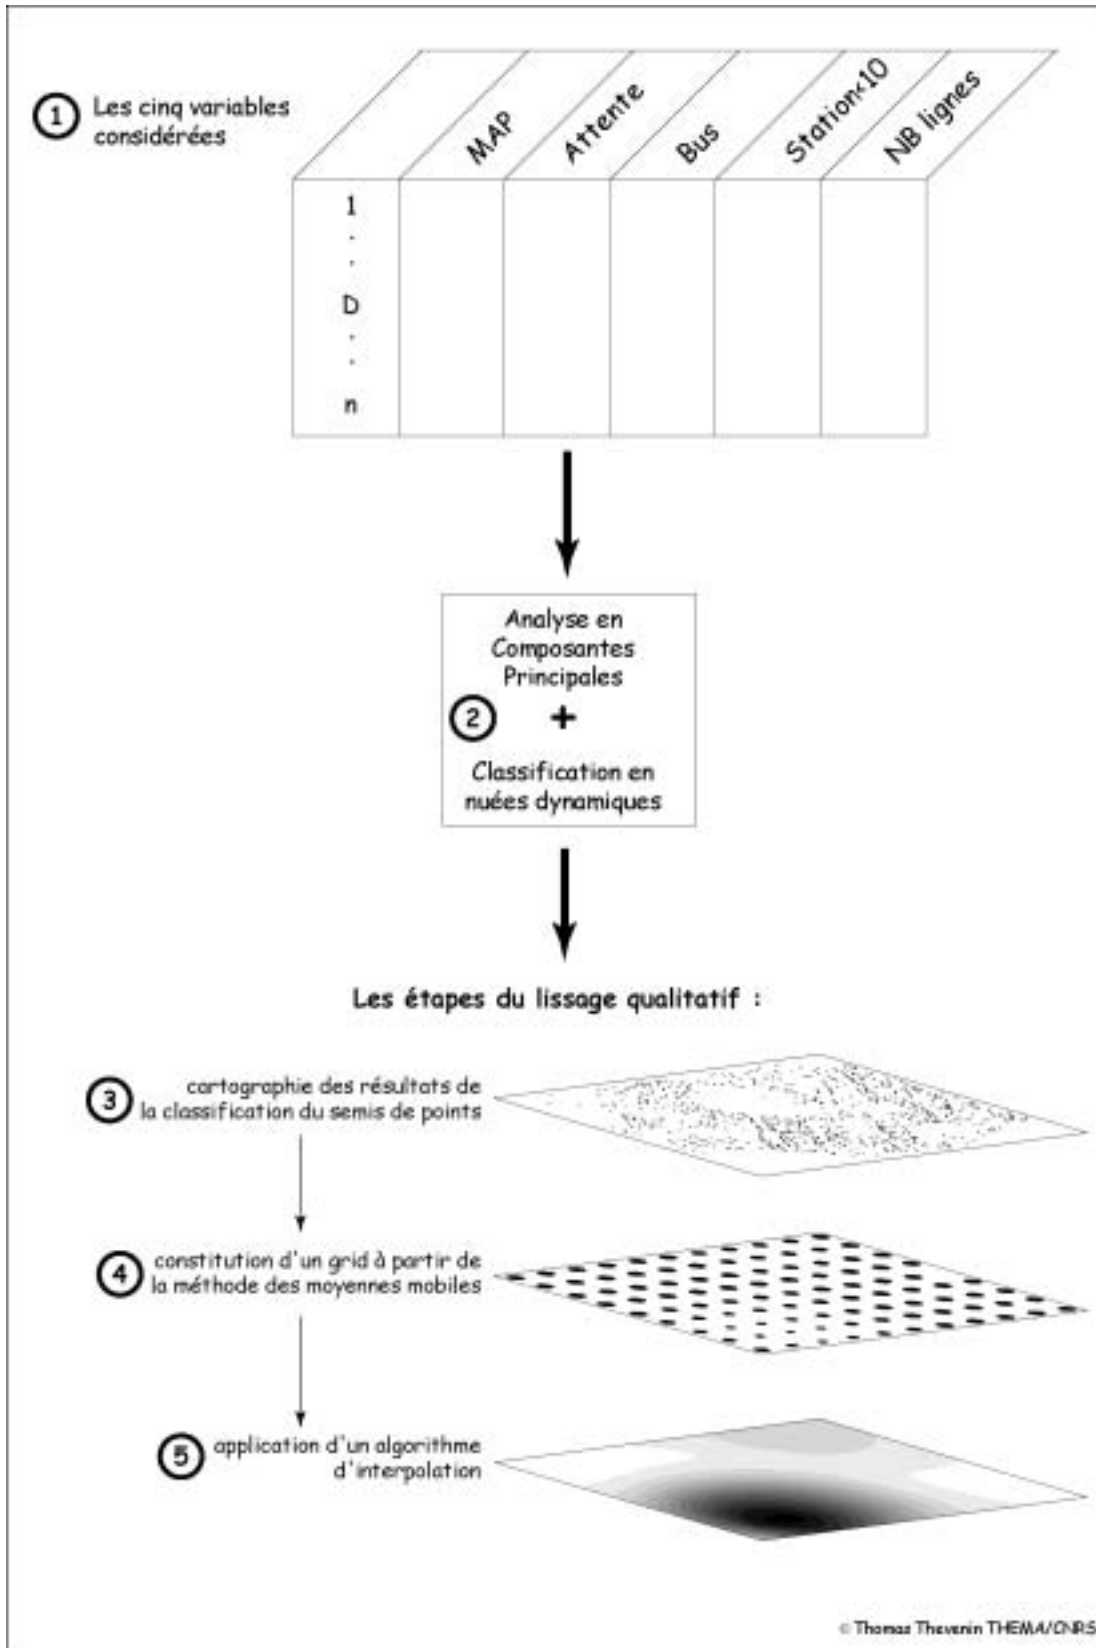 1 Les cinq variables
considérées
MAP
Attente
Bus
Station<10
NB lignes
1
.
.
D
.
.
n
Analyse en
Composantes
Principales
2 +
Classification en
nuées dynamiques
Les étapes du lissage qualitatif :
3 cartographie des résultats de
la classification du semis de points
4 constitution d'un grid à partir de
la méthode des moyennes mobiles
5 application d'un algorithme
d'interpolation
© Thomas Thevenin THEMA/CNRS